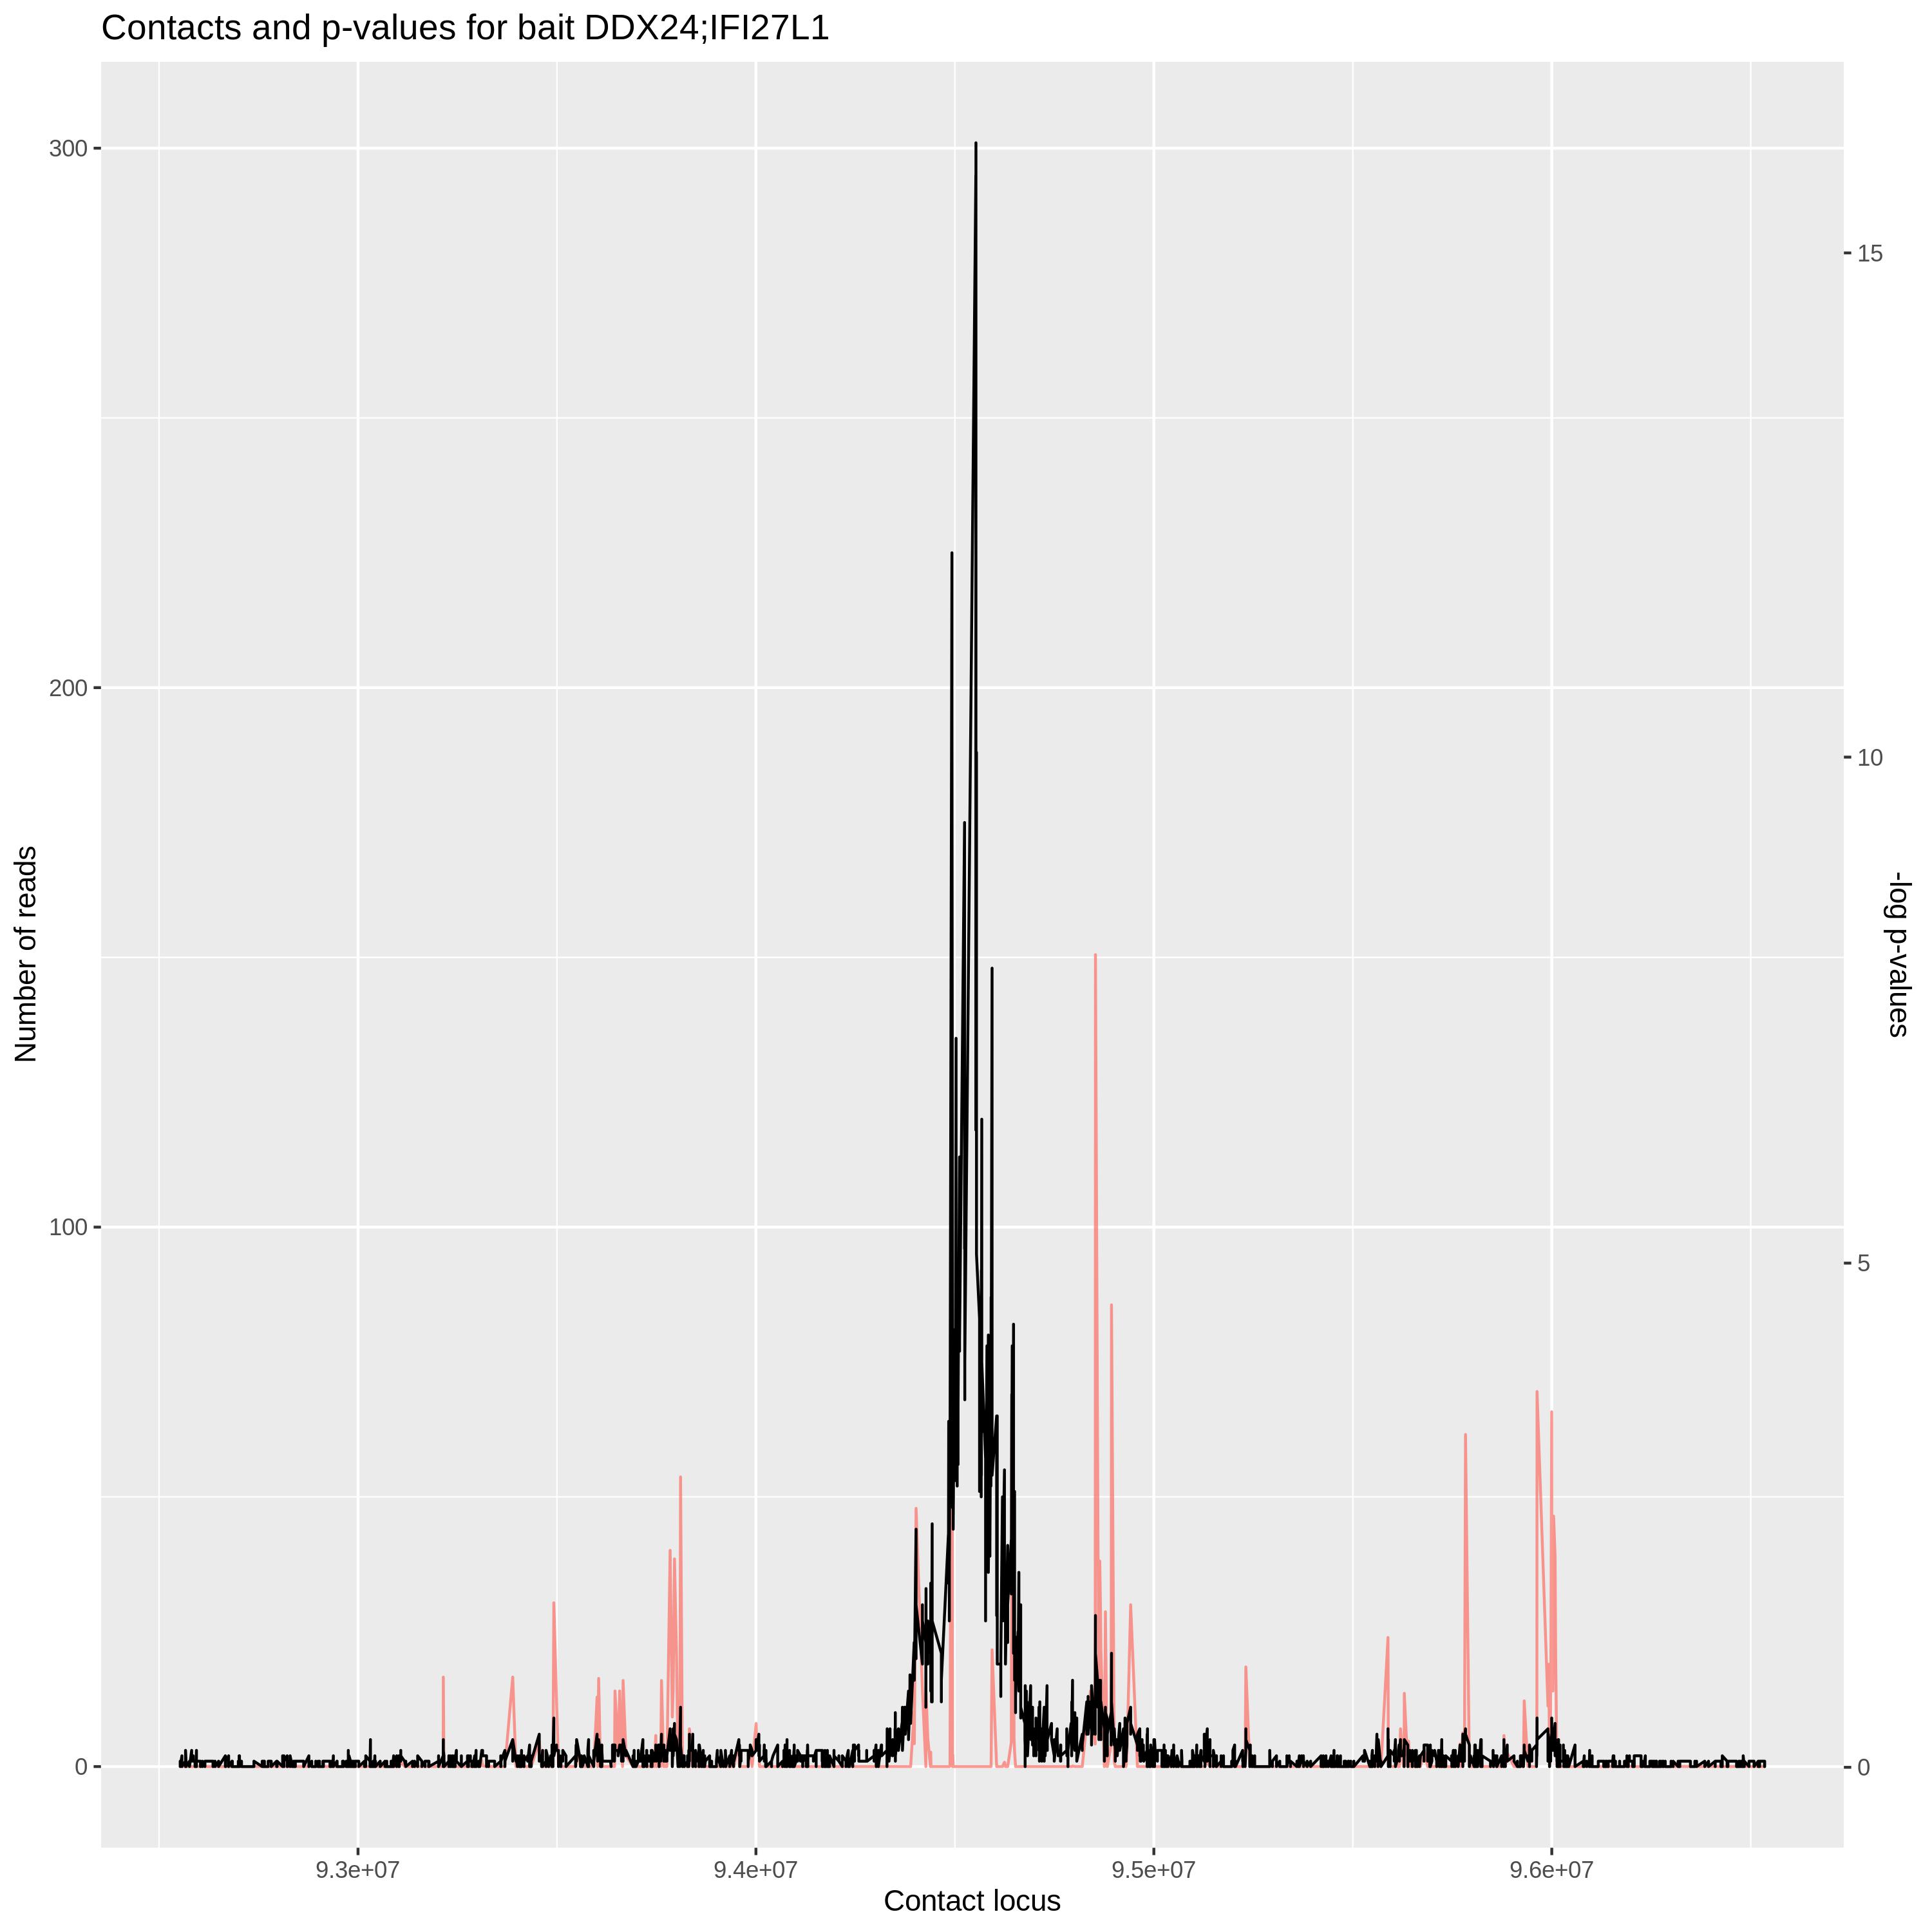 Contacts and p-values for bait DDX24;IFI27L1
300
200
100
0
Number of reads
15
10
5
0
-log p-values
9.3e+07 9.4e+07 9.5e+07 9.6e+07
Contact locus